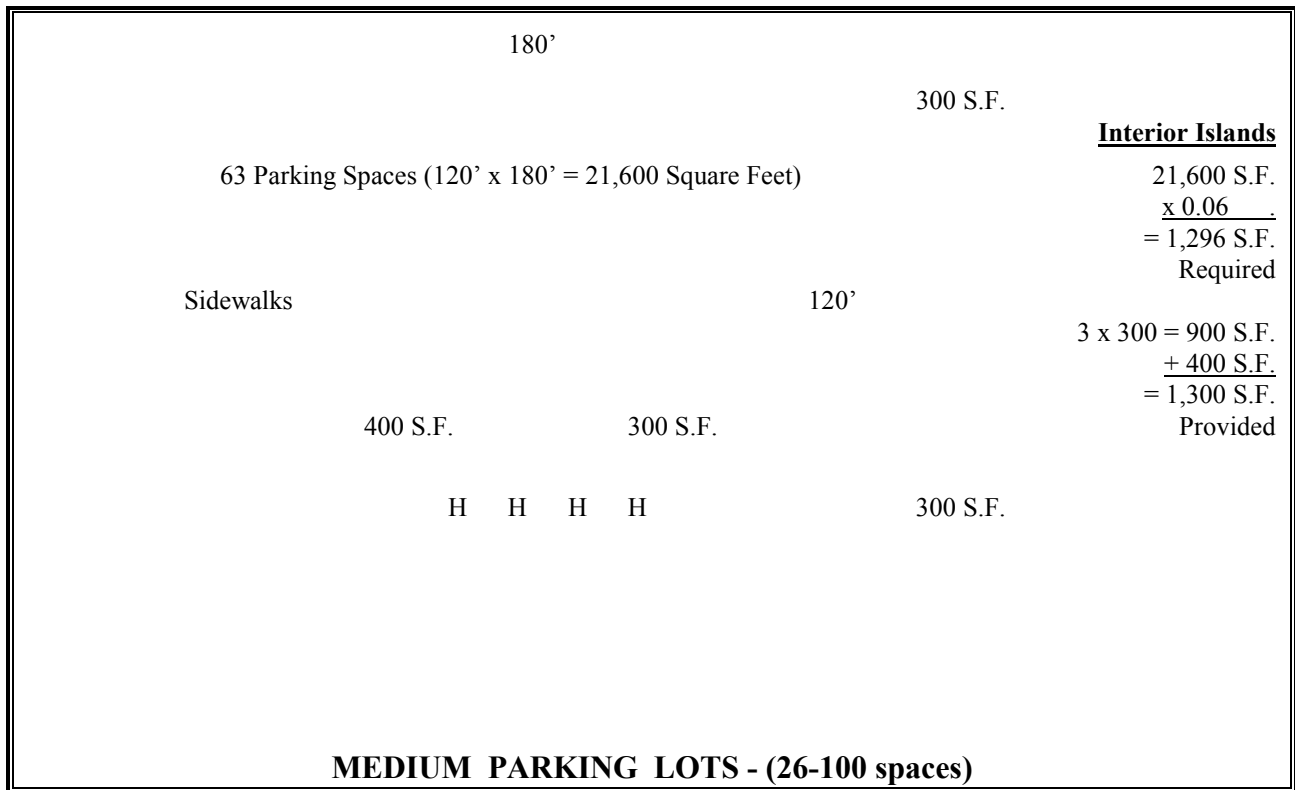 180’
300 S.F.
Interior Islands
63 Parking Spaces (120’ x 180’ = 21,600 Square Feet) 21,600 S.F.
x 0.06 .
= 1,296 S.F.
Required
Sidewalks 120’
3 x 300 = 900 S.F.
+ 400 S.F.
= 1,300 S.F.
400 S.F. 300 S.F. Provided
H H H H 300 S.F.
MEDIUM PARKING LOTS - (26-100 spaces)